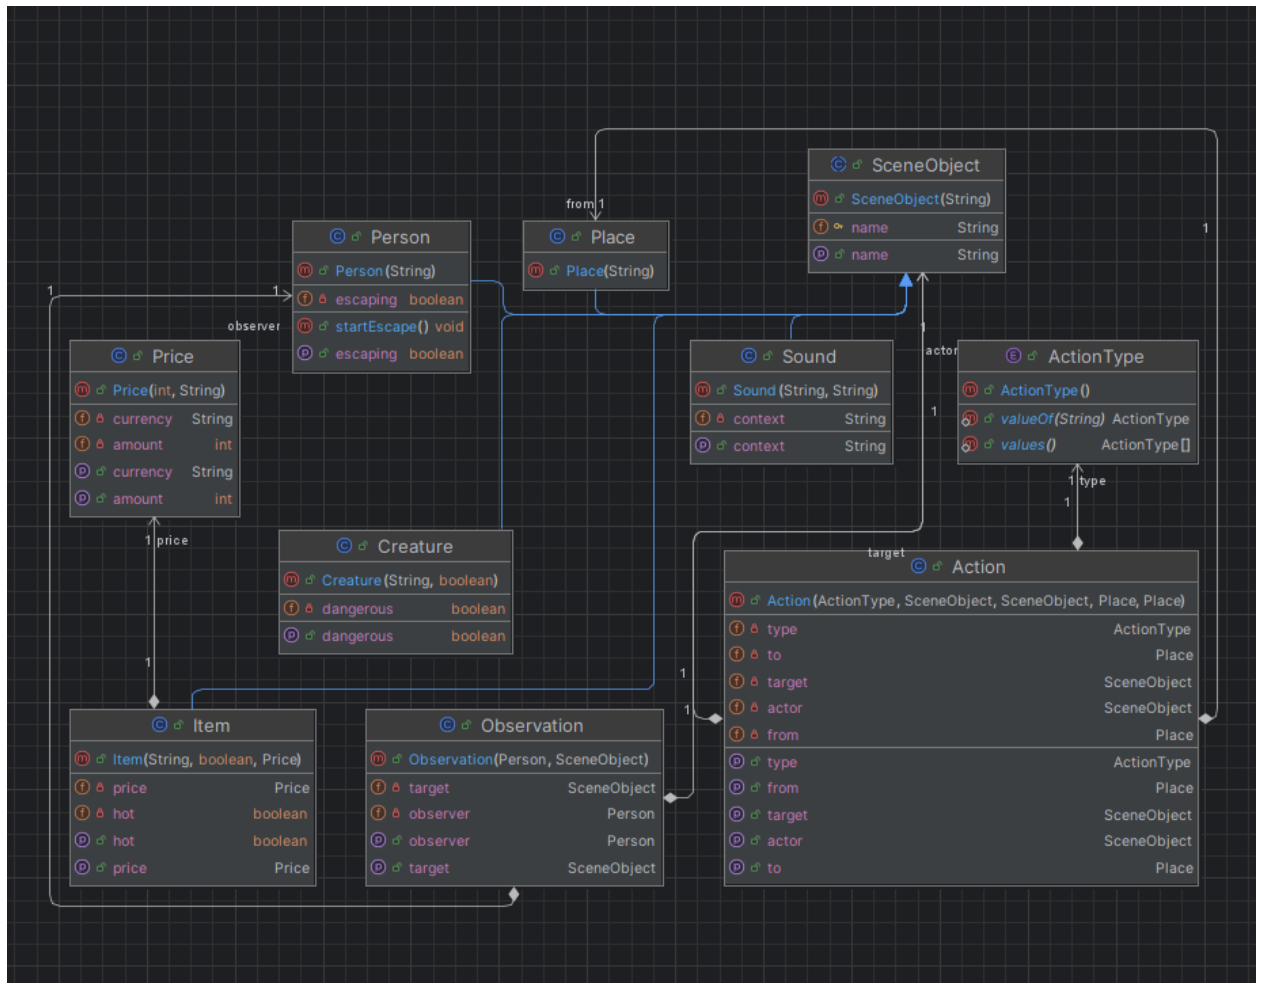 SceneObject
SceneObject(String)
name String
name String
from 1
1
Person
Person(String)
escaping boolean
startEscape() void
escaping boolean
Place
Place(String)
1
1
observer
Price
Price(int, String)
currency String
amount int
currency String
amount int
1 price
1
Sound
Sound(String, String)
context String
context String
1
actor
1
ActionType
ActionType()
valueOf(String) ActionType
values() ActionType[]
1 type
1
Creature
Creature(String, boolean)
dangerous boolean
dangerous boolean
target
Action
Action(ActionType, SceneObject, SceneObject, Place, Place)
type ActionType
to Place
target SceneObject
actor SceneObject
from Place
type ActionType
from Place
target SceneObject
actor SceneObject
to Place
1
1
Item
Item(String, boolean, Price)
price Price
hot boolean
hot boolean
price Price
Observation
Observation(Person, SceneObject)
target SceneObject
observer Person
observer Person
target SceneObject